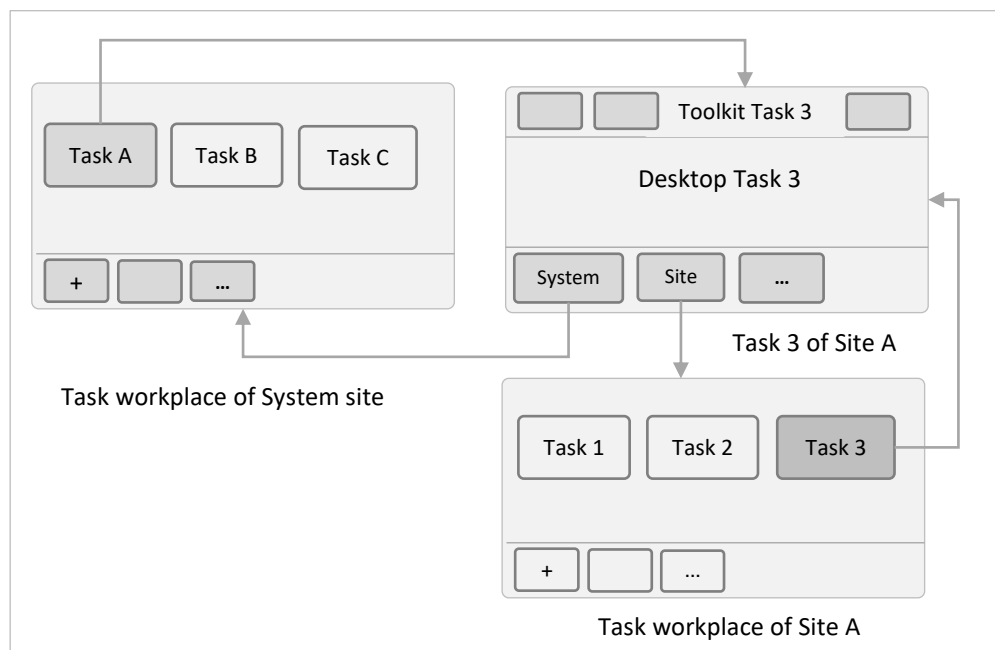 Toolkit Task 3
Task A
Task B
Task C
Desktop Task 3
+
...
System
Site
...
Task 3 of Site A
Task workplace of System site
Task 1
Task 2
Task 3
+
...
Task workplace of Site A